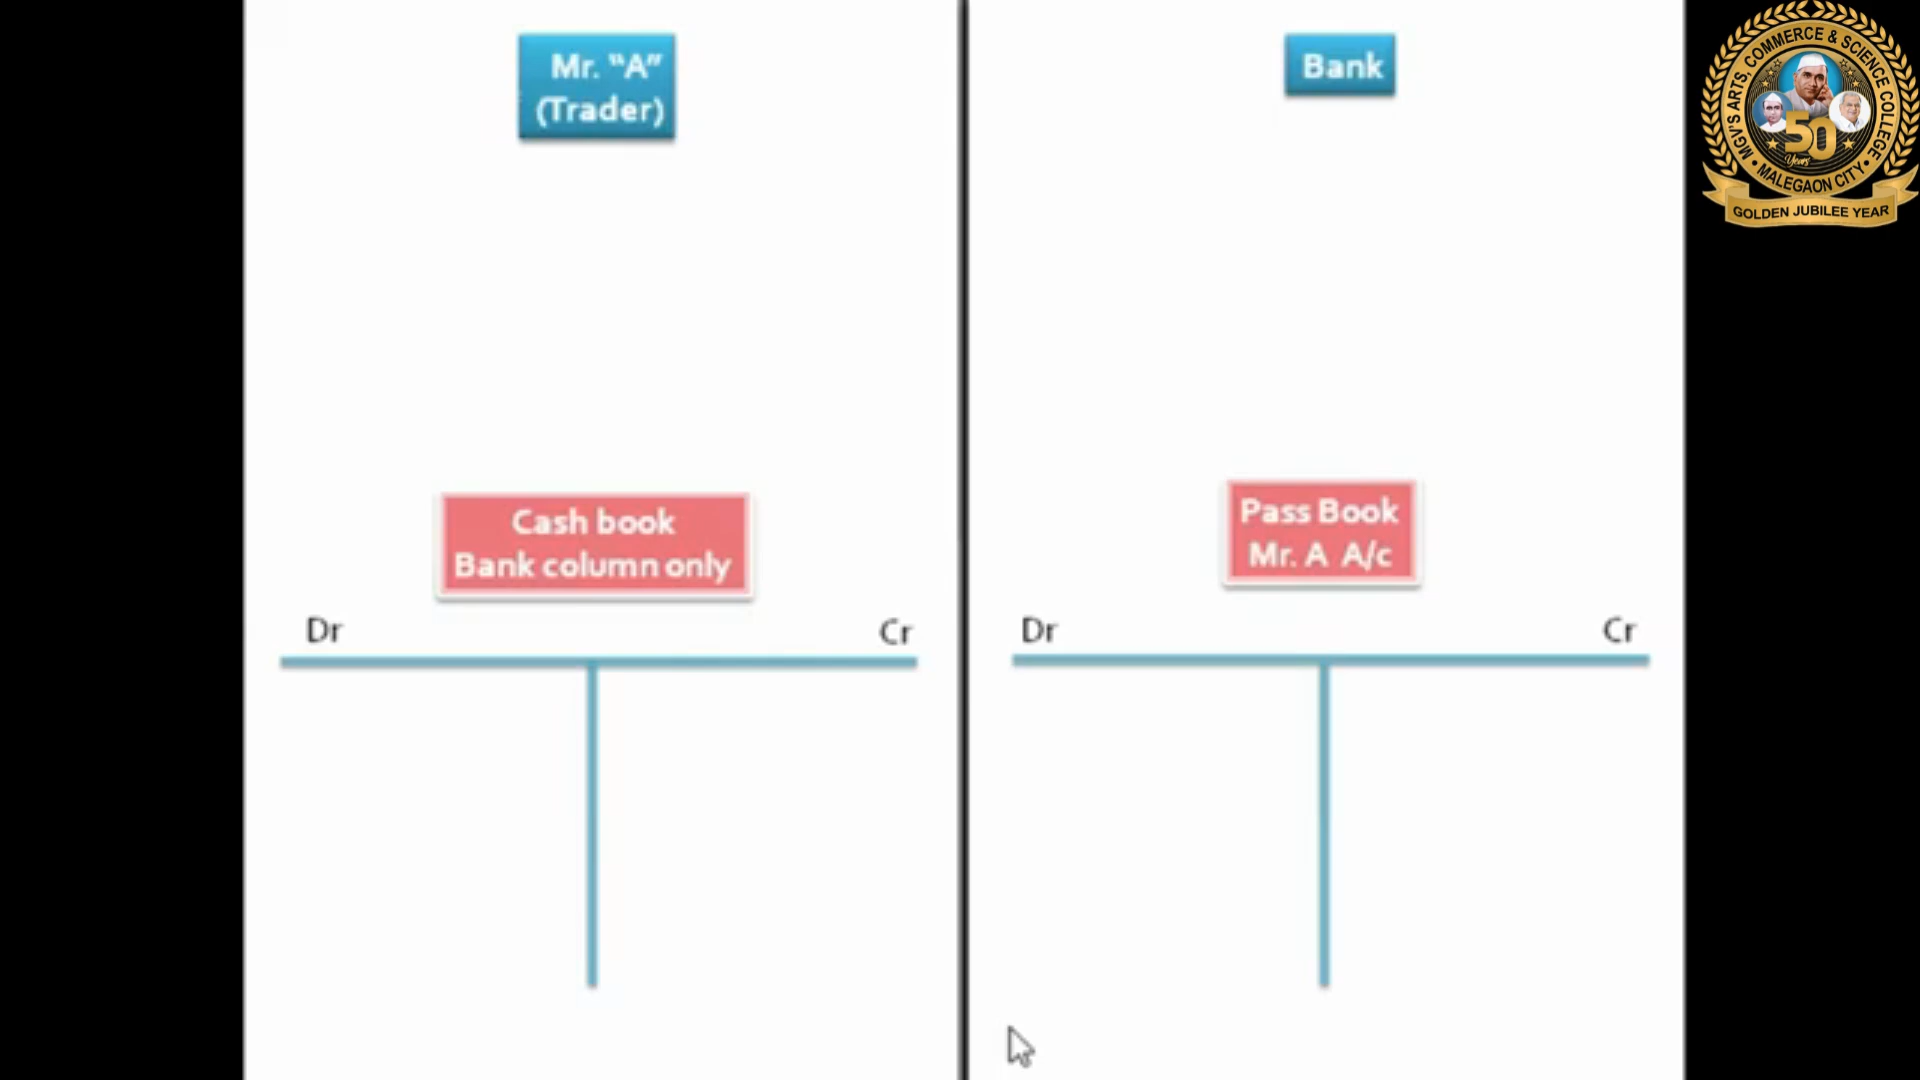 Mr. “A”
(Trader)
Cash book
Bank column only
Dr
Cr
Bank
Pass Book
Mr. A A/c
Dr
Cr
MGV'S ARTS, COMMERCE & SCIENCE COLLEGE
50
Years
MALEGAON CITY
GOLDEN JUBILEE YEAR